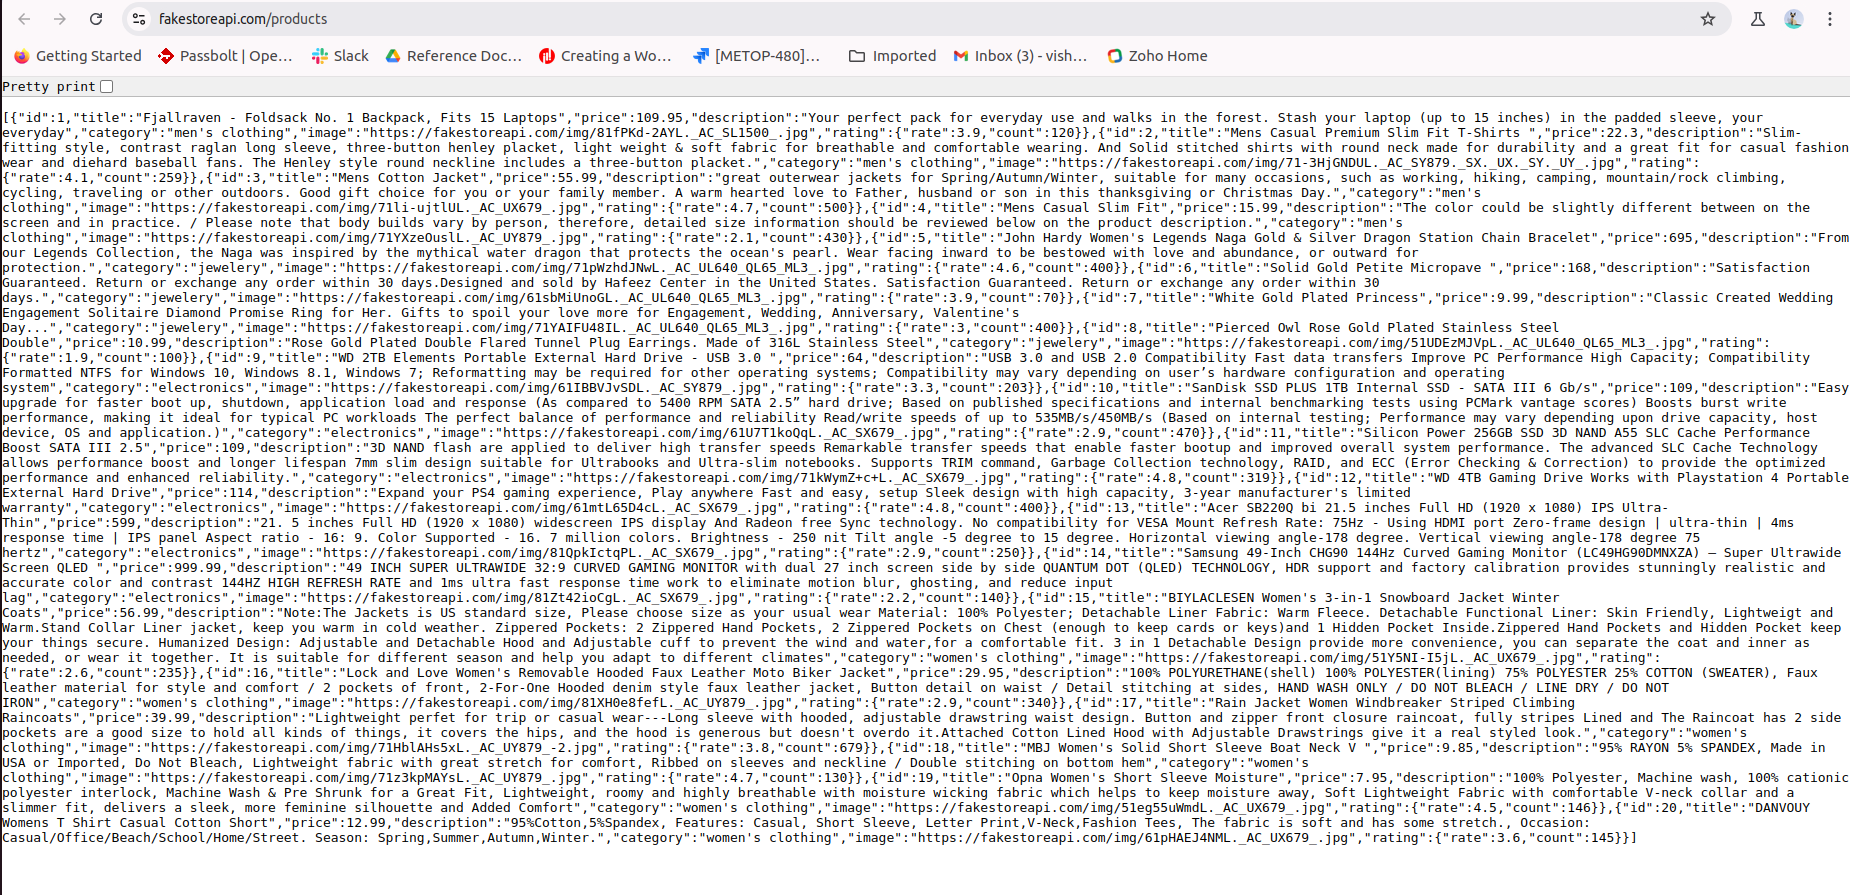 fakestoreapi.com/products
Getting Started Passbolt | Ope... Slack Reference Doc... Creating a Wo... [METOP-480]... Imported Inbox (3) - vish... Zoho Home
Pretty print
[{"id":1,"title":"Fjallraven - Foldsack No. 1 Backpack, Fits 15 Laptops","price":109.95,"description":"Your perfect pack for everyday use and walks in the forest. Stash your laptop (up to 15 inches) in the padded sleeve, your
everyday","category":"men's clothing","image":"https://fakestoreapi.com/img/81fPKd-2AYL._AC_SL1500_.jpg","rating":{"rate":3.9,"count":120}},{"id":2,"title":"Mens Casual Premium Slim Fit T-Shirts ","price":22.3,"description":"Slim-
fitting style, contrast raglan long sleeve, three-button henley placket, light weight & soft fabric for breathable and comfortable wearing. And Solid stitched shirts with round neck made for durability and a great fit for casual fashion
wear and diehard baseball fans. The Henley style round neckline includes a three-button placket.","category":"men's clothing","image":"https://fakestoreapi.com/img/71-3HjGNDUL._AC_SY879._SX._UX._SY._UY_.jpg","rating":
{"rate":4.1,"count":259}},{"id":3,"title":"Mens Cotton Jacket","price":55.99,"description":"great outerwear jackets for Spring/Autumn/Winter, suitable for many occasions, such as working, hiking, camping, mountain/rock climbing,
cycling, traveling or other outdoors. Good gift choice for you or your family member. A warm hearted love to Father, husband or son in this thanksgiving or Christmas Day.","category":"men's
clothing","image":"https://fakestoreapi.com/img/71li-ujtlUL._AC_UX679_.jpg","rating":{"rate":4.7,"count":500}},{"id":4,"title":"Mens Casual Slim Fit","price":15.99,"description":"The color could be slightly different between on the
screen and in practice. / Please note that body builds vary by person, therefore, detailed size information should be reviewed below on the product description.","category":"men's
clothing","image":"https://fakestoreapi.com/img/71YXzeOuslL._AC_UY879_.jpg","rating":{"rate":2.1,"count":430}},{"id":5,"title":"John Hardy Women's Legends Naga Gold & Silver Dragon Station Chain Bracelet","price":695,"description":"From
our Legends Collection, the Naga was inspired by the mythical water dragon that protects the ocean's pearl. Wear facing inward to be bestowed with love and abundance, or outward for
protection.","category":"jewelery","image":"https://fakestoreapi.com/img/71pWzhdJNwL._AC_UL640_QL65_ML3_.jpg","rating":{"rate":4.6,"count":400}},{"id":6,"title":"Solid Gold Petite Micropave ","price":168,"description":"Satisfaction
Guaranteed. Return or exchange any order within 30 days.Designed and sold by Hafeez Center in the United States. Satisfaction Guaranteed. Return or exchange any order within 30
days.","category":"jewelery","image":"https://fakestoreapi.com/img/61sbMiUnoGL._AC_UL640_QL65_ML3_.jpg","rating":{"rate":3.9,"count":70}},{"id":7,"title":"White Gold Plated Princess","price":9.99,"description":"Classic Created Wedding
Engagement Solitaire Diamond Promise Ring for Her. Gifts to spoil your love more for Engagement, Wedding, Anniversary, Valentine's
Day...","category":"jewelery","image":"https://fakestoreapi.com/img/71YAIFU48IL._AC_UL640_QL65_ML3_.jpg","rating":{"rate":3,"count":400}},{"id":8,"title":"Pierced Owl Rose Gold Plated Stainless Steel
Double","price":10.99,"description":"Rose Gold Plated Double Flared Tunnel Plug Earrings. Made of 316L Stainless Steel","category":"jewelery","image":"https://fakestoreapi.com/img/51UDEzMJVpL._AC_UL640_QL65_ML3_.jpg","rating":
{"rate":1.9,"count":100}},{"id":9,"title":"WD 2TB Elements Portable External Hard Drive - USB 3.0 ","price":64,"description":"USB 3.0 and USB 2.0 Compatibility Fast data transfers Improve PC Performance High Capacity; Compatibility
Formatted NTFS for Windows 10, Windows 8.1, Windows 7; Reformatting may be required for other operating systems; Compatibility may vary depending on user’s hardware configuration and operating
system","category":"electronics","image":"https://fakestoreapi.com/img/61IBBVJvSDL._AC_SY879_.jpg","rating":{"rate":3.3,"count":203}},{"id":10,"title":"SanDisk SSD PLUS 1TB Internal SSD - SATA III 6 Gb/s","price":109,"description":"Easy
upgrade for faster boot up, shutdown, application load and response (As compared to 5400 RPM SATA 2.5” hard drive; Based on published specifications and internal benchmarking tests using PCMark vantage scores) Boosts burst write
performance, making it ideal for typical PC workloads The perfect balance of performance and reliability Read/write speeds of up to 535MB/s/450MB/s (Based on internal testing; Performance may vary depending upon drive capacity, host
device, OS and application.)","category":"electronics","image":"https://fakestoreapi.com/img/61U7T1koQqL._AC_SX679_.jpg","rating":{"rate":2.9,"count":470}},{"id":11,"title":"Silicon Power 256GB SSD 3D NAND A55 SLC Cache Performance
Boost SATA III 2.5","price":109,"description":"3D NAND flash are applied to deliver high transfer speeds Remarkable transfer speeds that enable faster bootup and improved overall system performance. The advanced SLC Cache Technology
allows performance boost and longer lifespan 7mm slim design suitable for Ultrabooks and Ultra-slim notebooks. Supports TRIM command, Garbage Collection technology, RAID, and ECC (Error Checking & Correction) to provide the optimized
performance and enhanced reliability.","category":"electronics","image":"https://fakestoreapi.com/img/71kWymZ+c+L._AC_SX679_.jpg","rating":{"rate":4.8,"count":319}},{"id":12,"title":"WD 4TB Gaming Drive Works with Playstation 4 Portable
External Hard Drive","price":114,"description":"Expand your PS4 gaming experience, Play anywhere Fast and easy, setup Sleek design with high capacity, 3-year manufacturer's limited
warranty","category":"electronics","image":"https://fakestoreapi.com/img/61mtL65D4cL._AC_SX679_.jpg","rating":{"rate":4.8,"count":400}},{"id":13,"title":"Acer SB220Q bi 21.5 inches Full HD (1920 x 1080) IPS Ultra-
Thin","price":599,"description":"21. 5 inches Full HD (1920 x 1080) widescreen IPS display And Radeon free Sync technology. No compatibility for VESA Mount Refresh Rate: 75Hz - Using HDMI port Zero-frame design | ultra-thin | 4ms
response time | IPS panel Aspect ratio - 16: 9. Color Supported - 16. 7 million colors. Brightness - 250 nit Tilt angle -5 degree to 15 degree. Horizontal viewing angle-178 degree. Vertical viewing angle-178 degree 75
hertz","category":"electronics","image":"https://fakestoreapi.com/img/81QpkIctqPL._AC_SX679_.jpg","rating":{"rate":2.9,"count":250}},{"id":14,"title":"Samsung 49-Inch CHG90 144Hz Curved Gaming Monitor (LC49HG90DMNXZA) – Super Ultrawide
Screen QLED ","price":999.99,"description":"49 INCH SUPER ULTRAWIDE 32:9 CURVED GAMING MONITOR with dual 27 inch screen side by side QUANTUM DOT (QLED) TECHNOLOGY, HDR support and factory calibration provides stunningly realistic and
accurate color and contrast 144HZ HIGH REFRESH RATE and 1ms ultra fast response time work to eliminate motion blur, ghosting, and reduce input
lag","category":"electronics","image":"https://fakestoreapi.com/img/81Zt42ioCgL._AC_SX679_.jpg","rating":{"rate":2.2,"count":140}},{"id":15,"title":"BIYLACLESEN Women's 3-in-1 Snowboard Jacket Winter
Coats","price":56.99,"description":"Note:The Jackets is US standard size, Please choose size as your usual wear Material: 100% Polyester; Detachable Liner Fabric: Warm Fleece. Detachable Functional Liner: Skin Friendly, Lightweigt and
Warm.Stand Collar Liner jacket, keep you warm in cold weather. Zippered Pockets: 2 Zippered Hand Pockets, 2 Zippered Pockets on Chest (enough to keep cards or keys)and 1 Hidden Pocket Inside.Zippered Hand Pockets and Hidden Pocket keep
your things secure. Humanized Design: Adjustable and Detachable Hood and Adjustable cuff to prevent the wind and water,for a comfortable fit. 3 in 1 Detachable Design provide more convenience, you can separate the coat and inner as
needed, or wear it together. It is suitable for different season and help you adapt to different climates","category":"women's clothing","image":"https://fakestoreapi.com/img/51Y5NI-I5jL._AC_UX679_.jpg","rating":
{"rate":2.6,"count":235}},{"id":16,"title":"Lock and Love Women's Removable Hooded Faux Leather Moto Biker Jacket","price":29.95,"description":"100% POLYURETHANE(shell) 100% POLYESTER(lining) 75% POLYESTER 25% COTTON (SWEATER), Faux
leather material for style and comfort / 2 pockets of front, 2-For-One Hooded denim style faux leather jacket, Button detail on waist / Detail stitching at sides, HAND WASH ONLY / DO NOT BLEACH / LINE DRY / DO NOT
IRON","category":"women's clothing","image":"https://fakestoreapi.com/img/81XH0e8fefL._AC_UY879_.jpg","rating":{"rate":2.9,"count":340}},{"id":17,"title":"Rain Jacket Women Windbreaker Striped Climbing
Raincoats","price":39.99,"description":"Lightweight perfet for trip or casual wear---Long sleeve with hooded, adjustable drawstring waist design. Button and zipper front closure raincoat, fully stripes Lined and The Raincoat has 2 side
pockets are a good size to hold all kinds of things, it covers the hips, and the hood is generous but doesn't overdo it.Attached Cotton Lined Hood with Adjustable Drawstrings give it a real styled look.","category":"women's
clothing","image":"https://fakestoreapi.com/img/71HblAHs5xL._AC_UY879_-2.jpg","rating":{"rate":3.8,"count":679}},{"id":18,"title":"MBJ Women's Solid Short Sleeve Boat Neck V ","price":9.85,"description":"95% RAYON 5% SPANDEX, Made in
USA or Imported, Do Not Bleach, Lightweight fabric with great stretch for comfort, Ribbed on sleeves and neckline / Double stitching on bottom hem","category":"women's
clothing","image":"https://fakestoreapi.com/img/71z3kpMAYsL._AC_UY879_.jpg","rating":{"rate":4.7,"count":130}},{"id":19,"title":"Opna Women's Short Sleeve Moisture","price":7.95,"description":"100% Polyester, Machine wash, 100% cationic
polyester interlock, Machine Wash & Pre Shrunk for a Great Fit, Lightweight, roomy and highly breathable with moisture wicking fabric which helps to keep moisture away, Soft Lightweight Fabric with comfortable V-neck collar and a
slimmer fit, delivers a sleek, more feminine silhouette and Added Comfort","category":"women's clothing","image":"https://fakestoreapi.com/img/51eg55uWmdL._AC_UX679_.jpg","rating":{"rate":4.5,"count":146}},{"id":20,"title":"DANVOUY
Womens T Shirt Casual Cotton Short","price":12.99,"description":"95%Cotton,5%Spandex, Features: Casual, Short Sleeve, Letter Print,V-Neck,Fashion Tees, The fabric is soft and has some stretch., Occasion:
Casual/Office/Beach/School/Home/Street. Season: Spring,Summer,Autumn,Winter.","category":"women's clothing","image":"https://fakestoreapi.com/img/61pHAEJ4NML._AC_UX679_.jpg","rating":{"rate":3.6,"count":145}}]